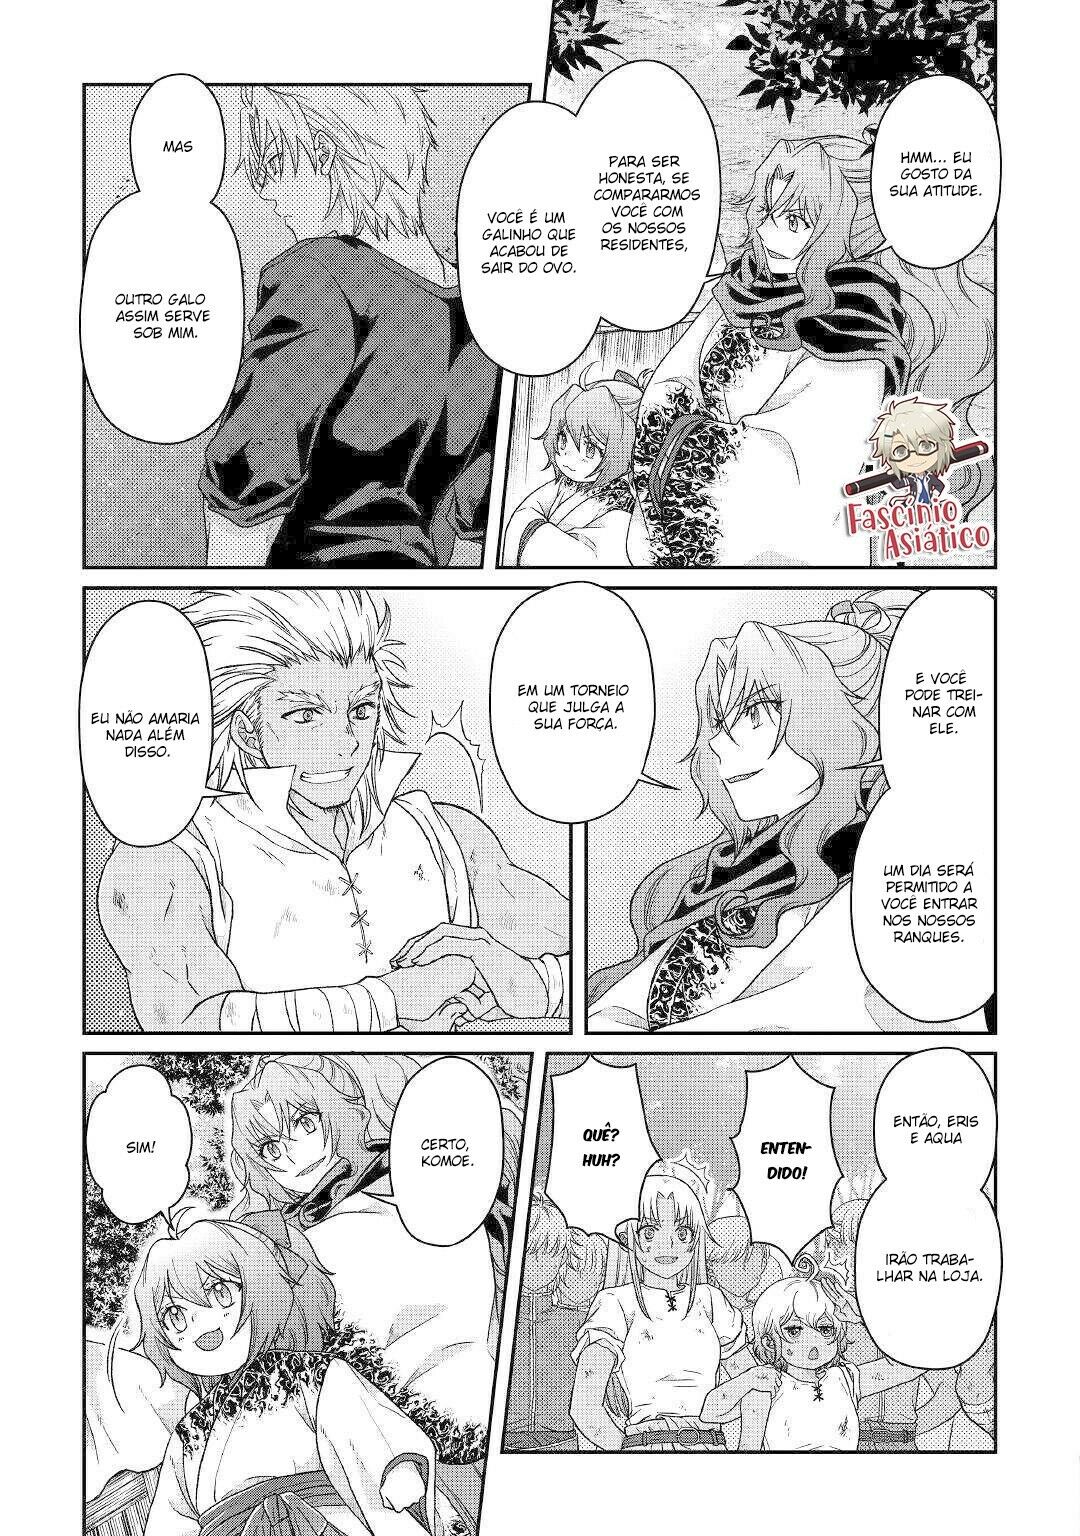 HMM... EU
GOSTO DA
SUA ATITUDE.
PARA SER
HONESTA, SE
COMPARARMOS
VOCÊ COM
OS NOSSOS
RESIDENTES,
VOCÊ É UM
GALINHO QUE
ACABOU DE
SAIR DO OVO.
MAS
OUTRO GALO
ASSIM SERVE
SOB MIM.
Fascínio
Asiático
E VOCÊ
PODE TREI-
NAR COM
ELE.
UM DIA SERÁ
PERMITIDO A
VOCÊ ENTRAR
NOS NOSSOS
RANQUES.
EM UM TORNEIO
QUE JULGA A
SUA FORÇA.
EU NÃO AMARIA
NADA ALÉM
DISSO.
ENTÃO, ERIS
E AQUA
IRÃO TRABA-
LHAR NA LOJA.
ENTEN-
DIDO!
QUÊ?
HUH?
CERTO,
KOMOE.
SIM!